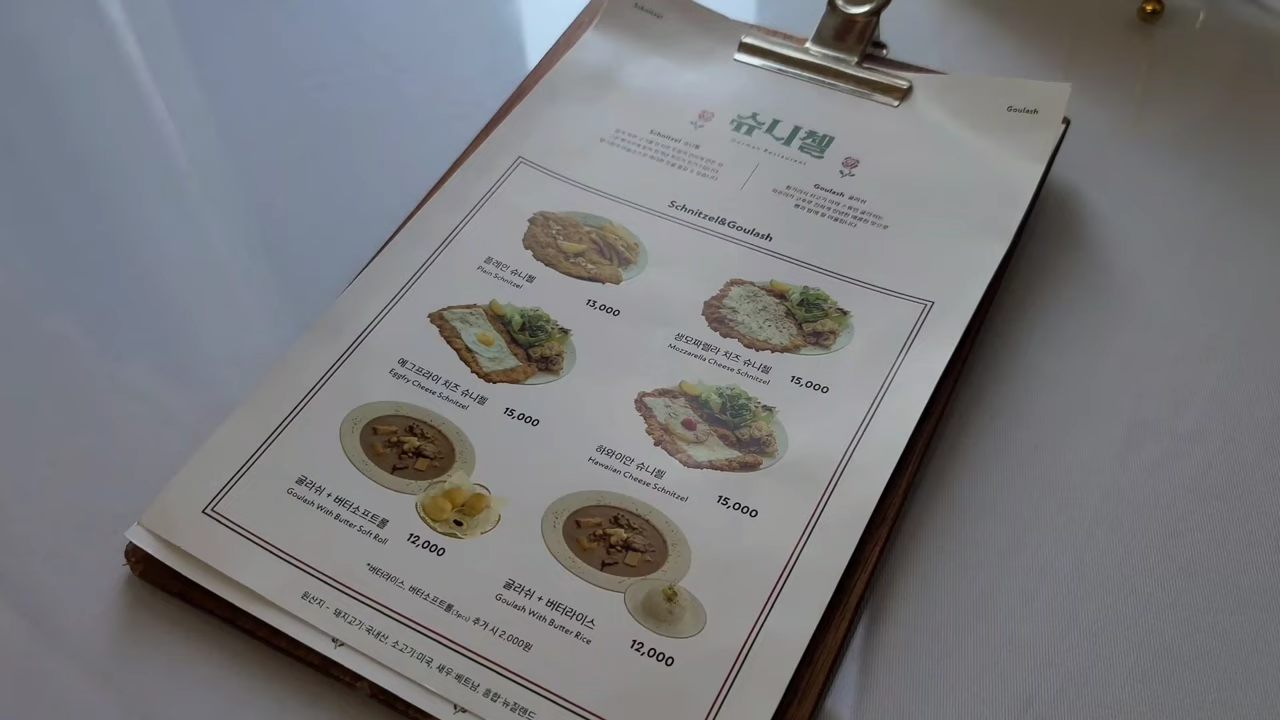 Schnitzel
Goulash
슈니첼
German Restaurant
Schnitzel 슈니첼
Goulash 굴라쉬
Schnitzel&Goulash
플레인 슈니첼
Plain Schnitzel
13,000
생모짜렐라 치즈 슈니첼
Mozzarella Cheese Schnitzel
15,000
에그프라이 치즈 슈니첼
Eggfry Cheese Schnitzel
15,000
하와이안 슈니첼
Hawaiian Cheese Schnitzel
15,000
굴라쉬 + 버터소프트롤
Goulash With Butter Soft Roll
12,000
굴라쉬 + 버터라이스
Goulash With Butter Rice
12,000
*버터라이스, 버터소프트롤(3pcs) 추가 시 2,000원
원산지 - 돼지고기:국내산, 소고기:미국, 새우:베트남, 홍합:뉴질랜드